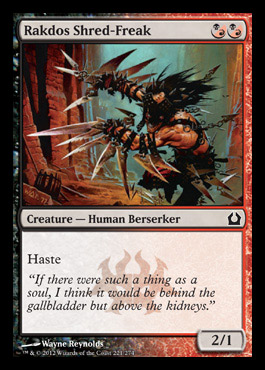 Rakdos Shred-Freak
Creature — Human Berserker
Haste
“If there were such a thing as a
soul, I think it would be behind the
gallbladder but above the kidneys.”
Wayne Reynolds
™ & © 2012 Wizards of the Coast 221/274
2/1